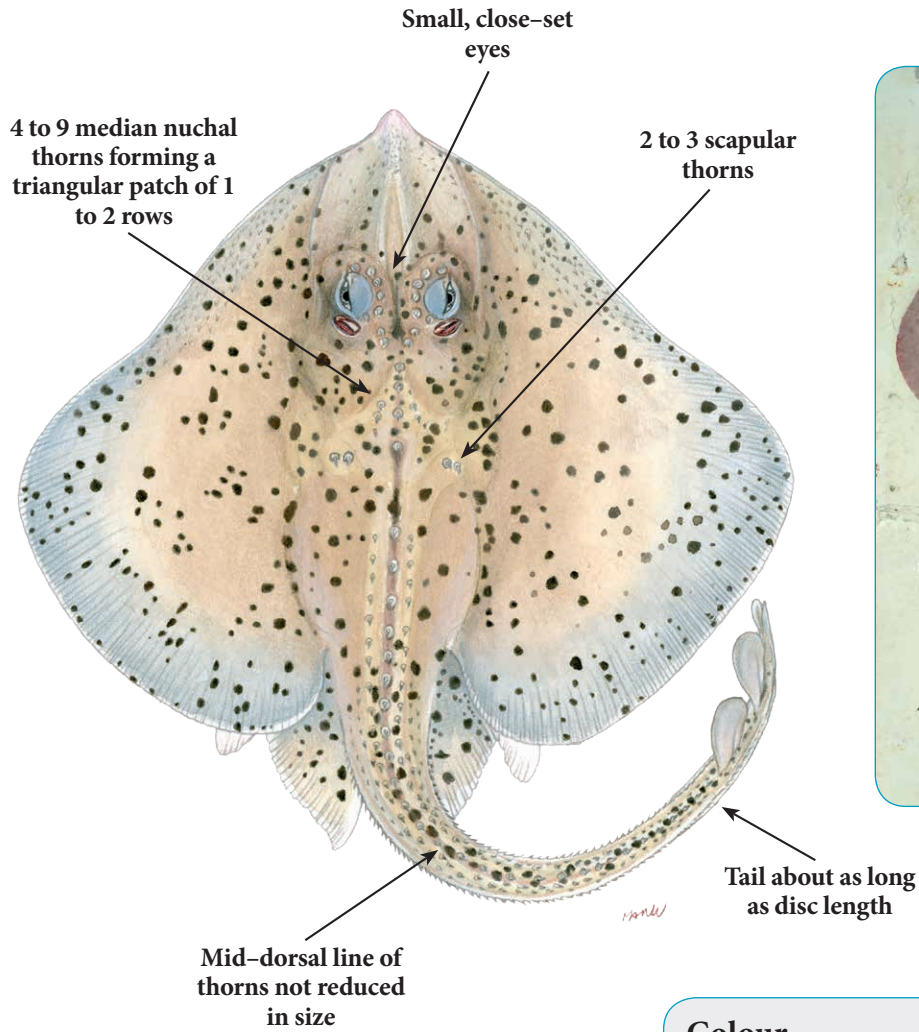 Small, close–set
eyes
4 to 9 median nuchal
thorns forming a
triangular patch of 1
to 2 rows
2 to 3 scapular
thorns
Tail about as long
as disc length
Mid–dorsal line of
thorns not reduced
in size
Colour